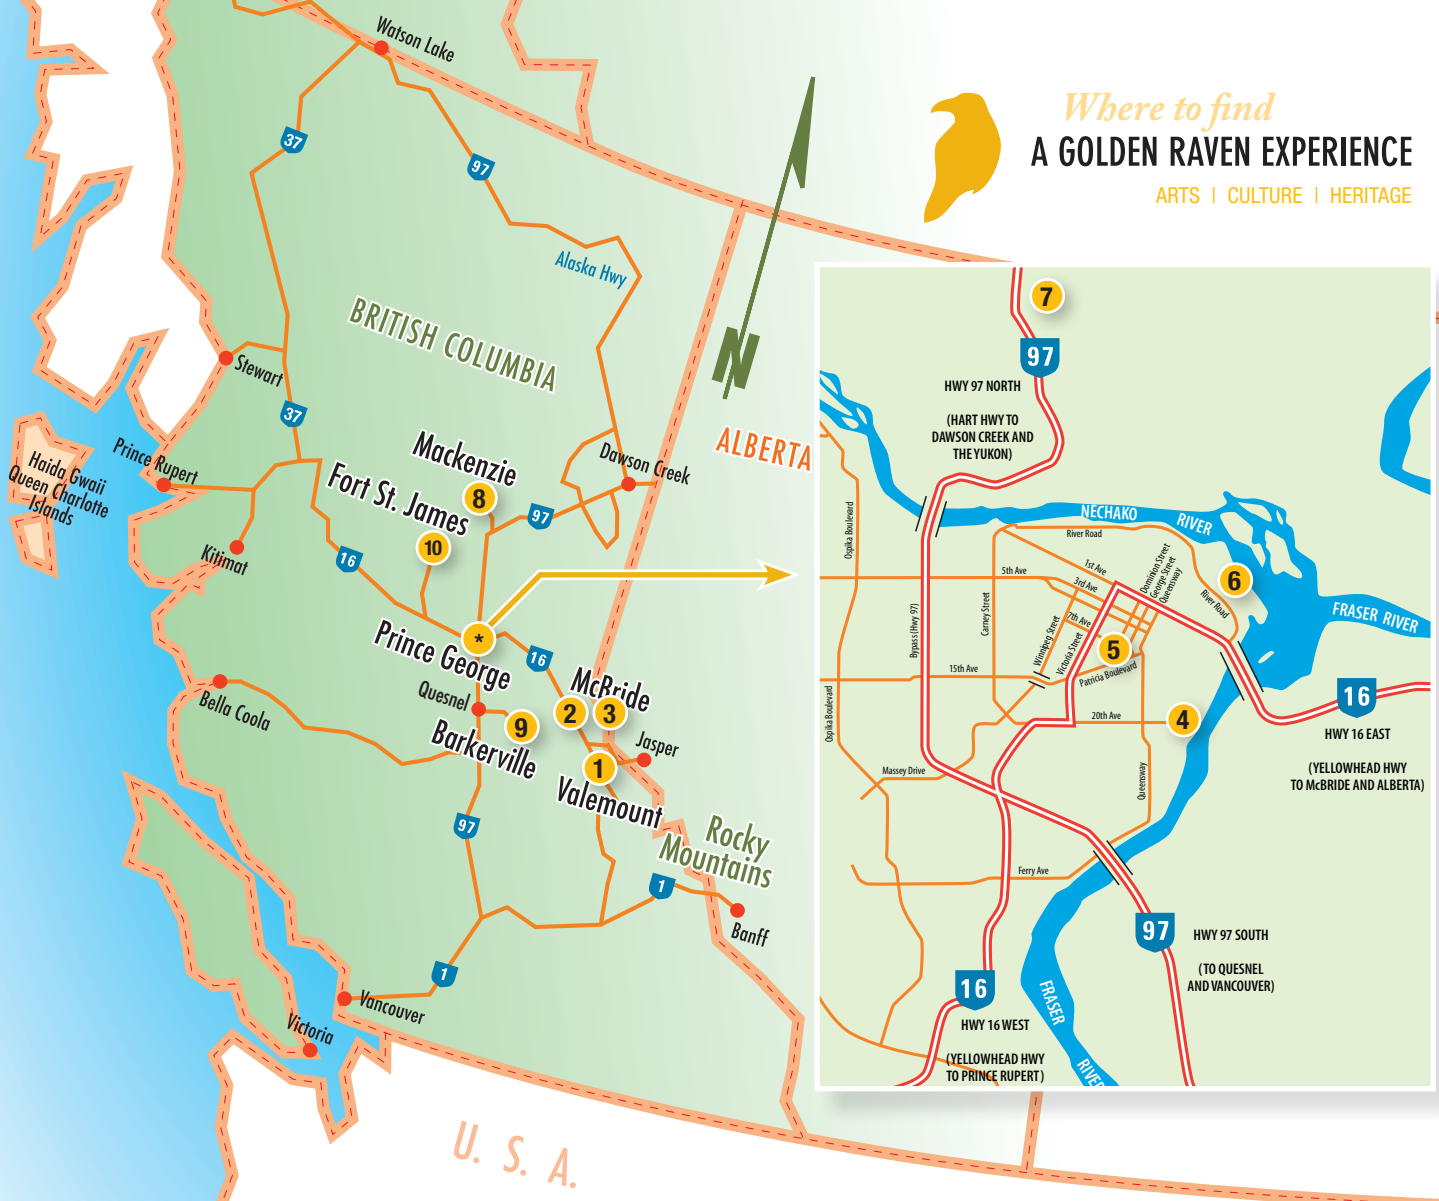 Where to find
A GOLDEN RAVEN EXPERIENCE
ARTS | CULTURE | HERITAGE
Watson Lake
37
97
Alaska Hwy
BRITISH COLUMBIA
N
ALBERTA
Stewart
37
Prince Rupert
Haida Gwaii
Queen Charlotte
Islands
Kitimat
Mackenzie
8
Fort St. James
10
Dawson Creek
97
16
*
Prince George
16
McBride
2
3
Quesnel
9
Barkerville
Jasper
1
Valemount
Bella Coola
97
Rocky
Mountains
1
Banff
1
Vancouver
Victoria
U. S. A.
7
97
HWY 97 NORTH
(HART HWY TO
DAWSON CREEK AND
THE YUKON)
NECHAKO RIVER
River Road
Ospika Boulevard
5th Ave
1st Ave
3rd Ave
Dominion Street
George Street
Queensway
6
River Road
FRASER RIVER
Bypass (Hwy 97)
Carney Street
Winnipeg Street
7th Ave
Victoria Street
5
Patricia Boulevard
15th Ave
Ospika Boulevard
20th Ave
4
16
HWY 16 EAST
(YELLOWHEAD HWY
TO McBRIDE AND ALBERTA)
Massey Drive
Queensway
Ferry Ave
97
HWY 97 SOUTH
(TO QUESNEL
AND VANCOUVER)
16
HWY 16 WEST
(YELLOWHEAD HWY
TO PRINCE RUPERT)
FRASER
RIVER